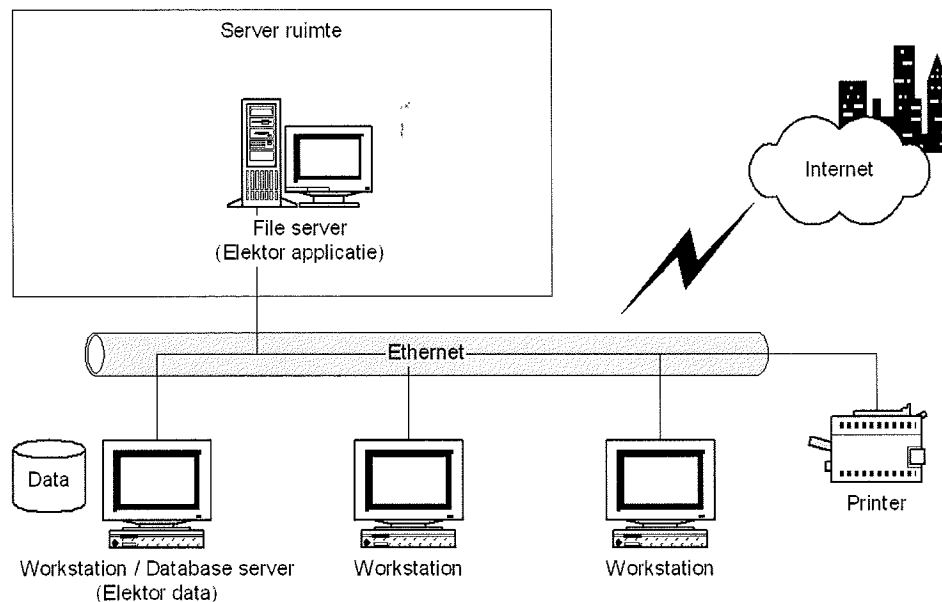 Server ruimte
File server
(Elektor applicatie)
Internet
Ethernet
Data
Printer
Workstation / Database server
(Elektor data)
Workstation
Workstation